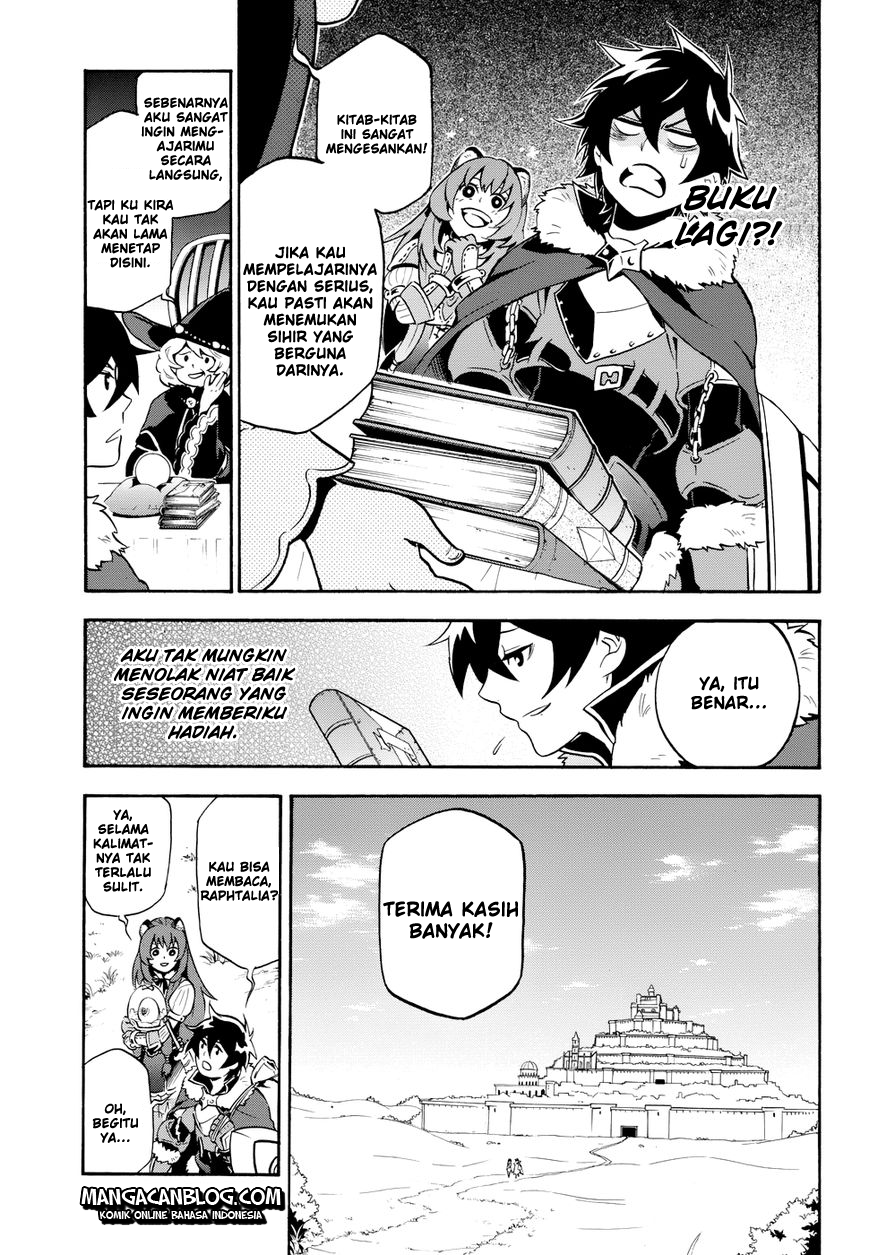 KITAB-KITAB
INI SANGAT
MENGESANKAN!
BUKU
LAGI?!
JIKA KAU
MEMPELAJARINYA
DENGAN SERIUS,
KAU PASTI AKAN
MENEMUKAN
SIHIR YANG
BERGUNA
DARINYA.
SEBENARNYA
AKU SANGAT
INGIN MENG-
AJARIMU
SECARA
LANGSUNG,
TAPI KU KIRA
KAU TAK
AKAN LAMA
MENETAP
DISINI.
YA, ITU
BENAR...
AKU TAK MUNGKIN
MENOLAK NIAT BAIK
SESEORANG YANG
INGIN MEMBERIKU
HADIAH.
TERIMA KASIH
BANYAK!
KAU BISA
MEMBACA,
RAPHTALIA?
YA,
SELAMA
KALIMAT-
NYA TAK
TERLALU
SULIT.
OH,
BEGITU
YA...
MANGACANBLOG.COM
KOMIK ONLINE BAHASA INDONESIA